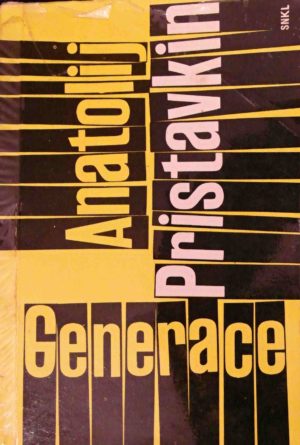 Anatolij
Pristavkin
Generace
SNKL